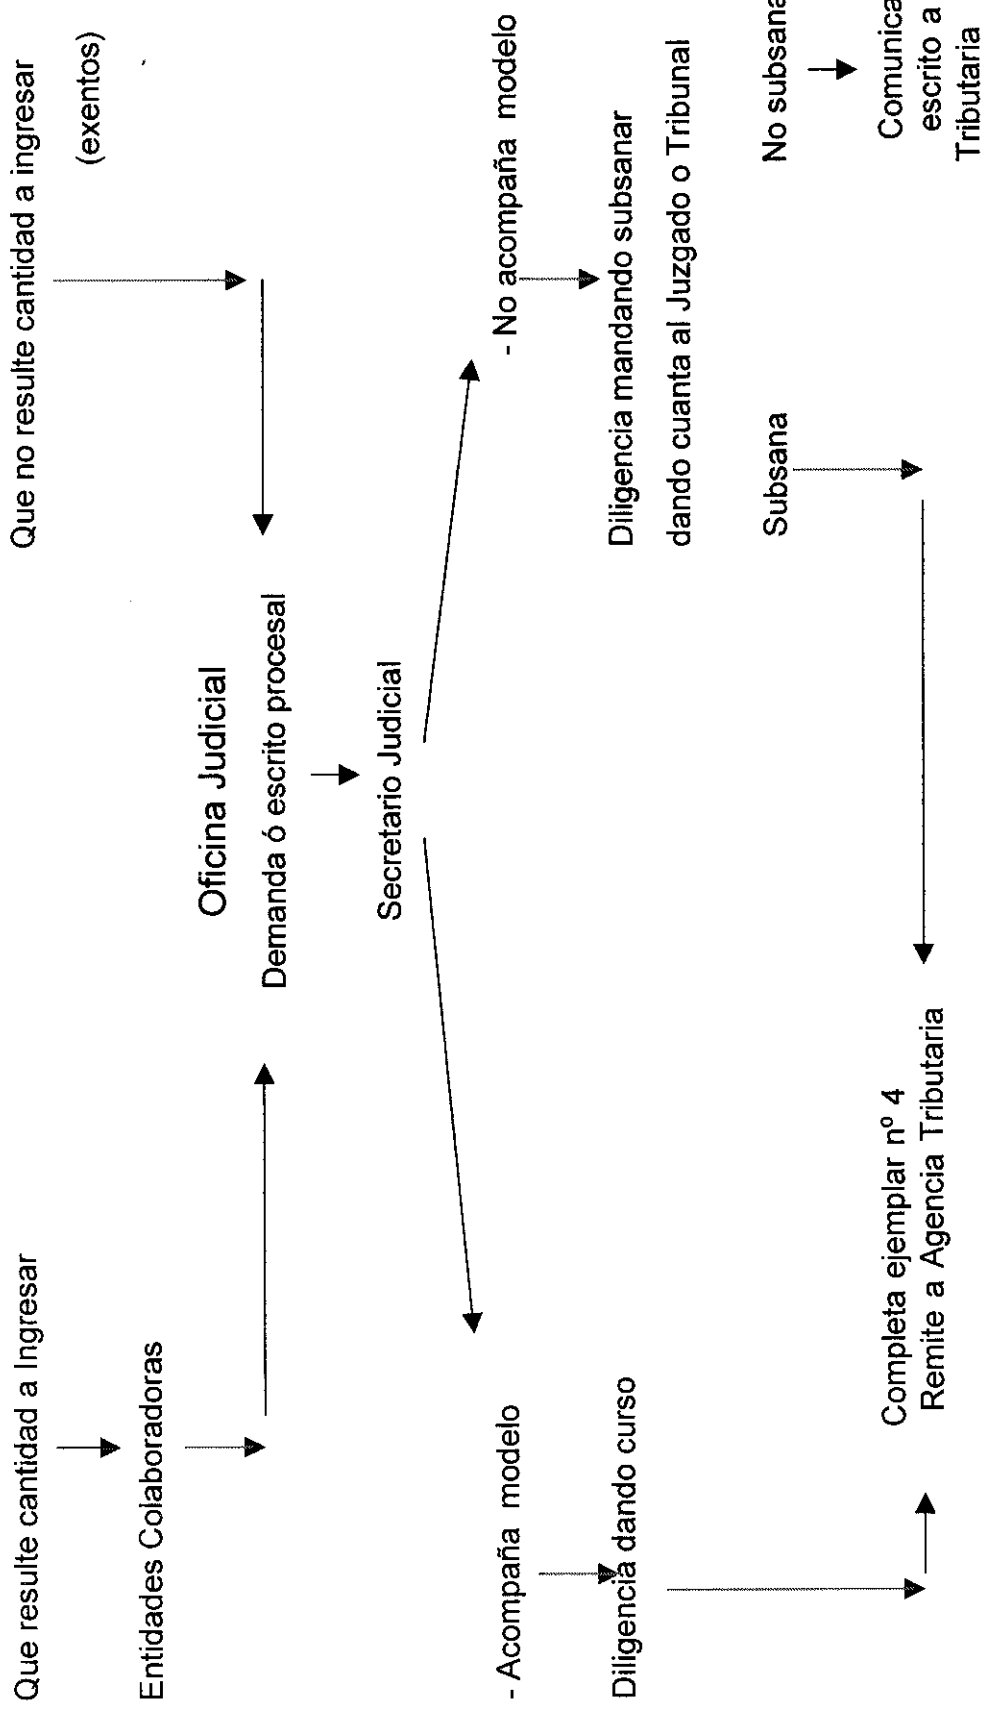 Que resulte cantidad a Ingresar
Entidades Colaboradoras
Que no resulte cantidad a ingresar
(exentos)
Oficina Judicial
Demanda ó escrito procesal
Secretario Judicial
- Acompaña modelo
Diligencia dando curso
- No acompaña modelo
Diligencia mandando subsanar
dando cuanta al Juzgado o Tribunal
Subsana
No subsana
Comunica
escrito a
Tributaria
Completa ejemplar nº 4
Remite a Agencia Tributaria